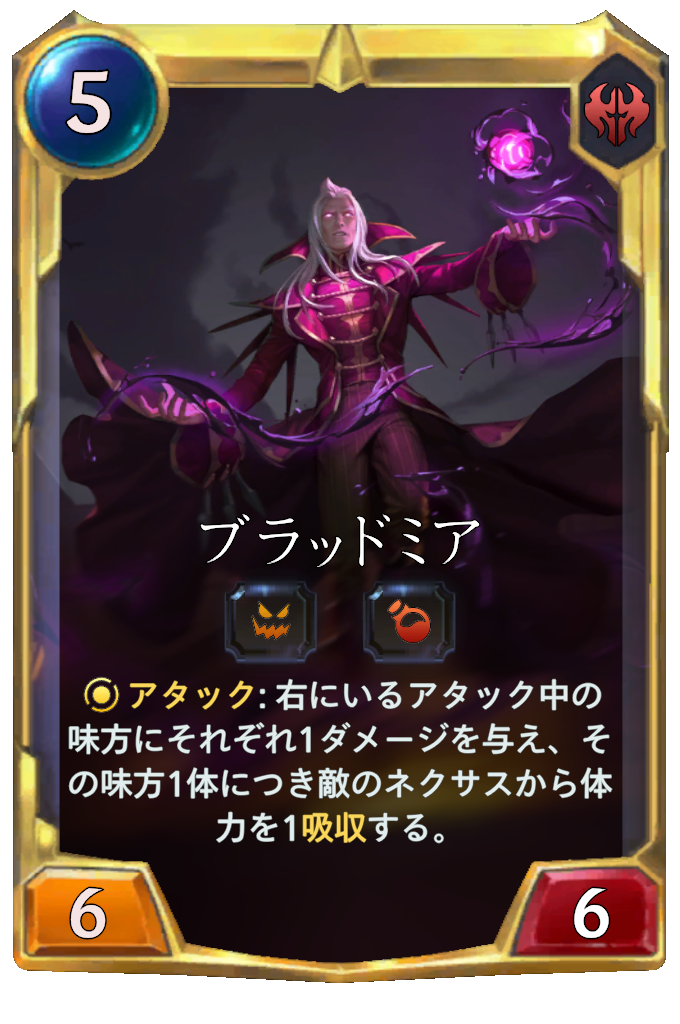 5
ブラッドミア
アタック: 右にいるアタック中の
味方にそれぞれ1ダメージを与え、そ
の味方1体につき敵のネクサスから体
力を1吸収する。
6
6